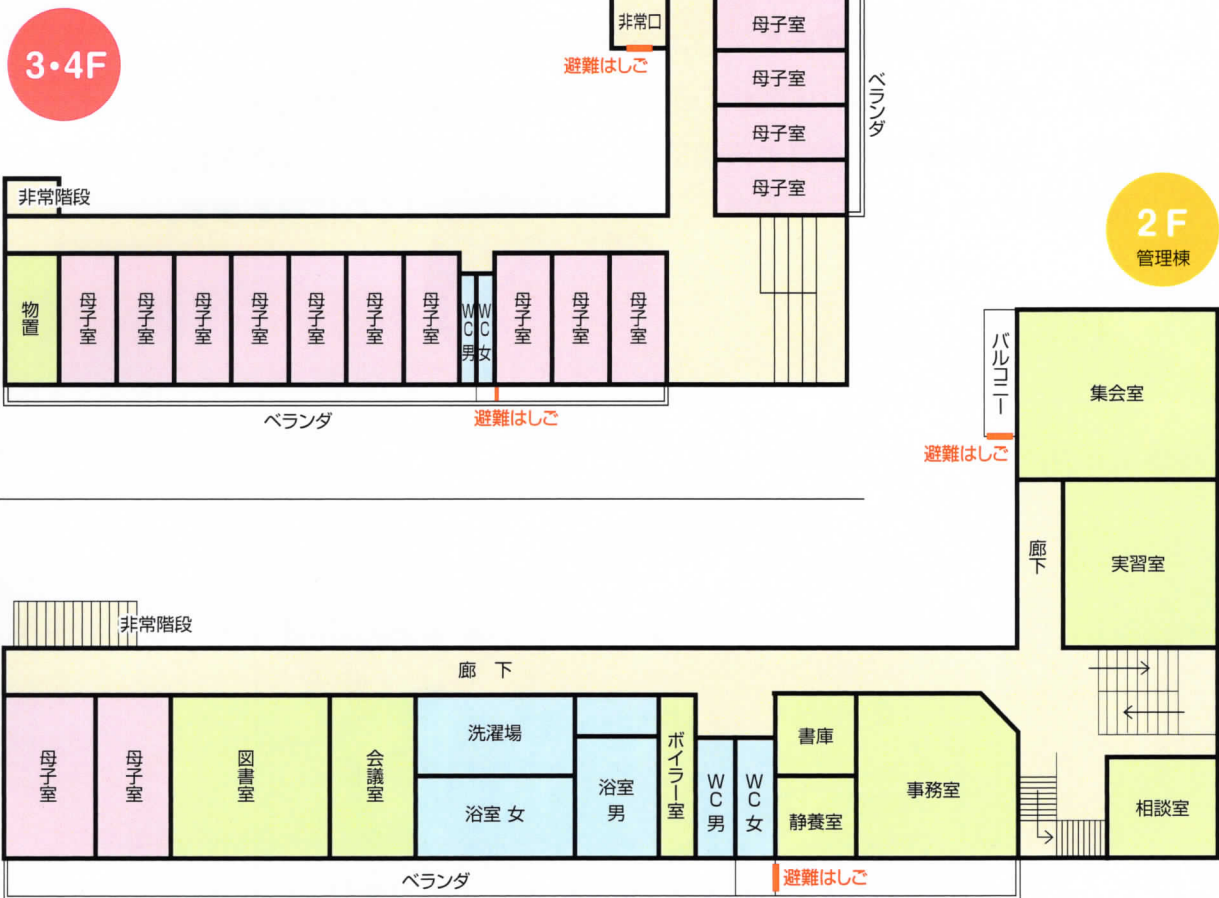 3・4F
非常口
避難はしご
母子室
母子室
母子室
母子室
ベランダ
非常階段
物置
母子室
母子室
母子室
母子室
母子室
母子室
母子室
WC男
WC女
母子室
母子室
母子室
ベランダ
避難はしご
2F
管理棟
バルコニー
避難はしご
集会室
廊下
実習室
非常階段
廊 下
母子室
母子室
図書室
会議室
洗濯場
浴室 女
浴室
男
ボイラー室
WC男
WC女
書庫
静養室
事務室
相談室
ベランダ
避難はしご